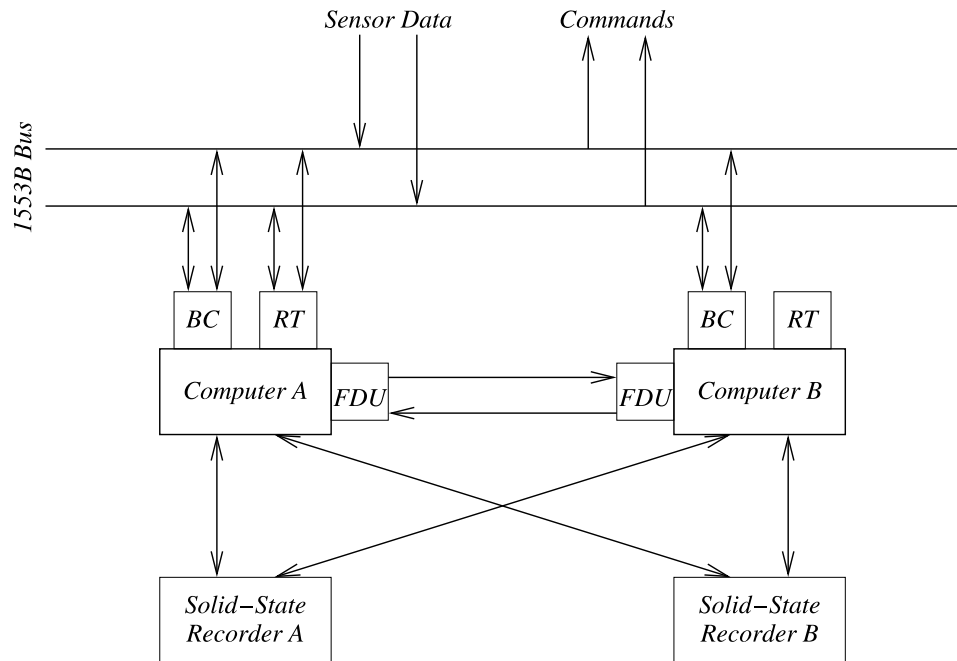 Sensor Data
Commands
1553B Bus
BC
RT
BC
RT
Computer A
FDU
FDU
Computer B
Solid−State
Recorder A
Solid−State
Recorder B